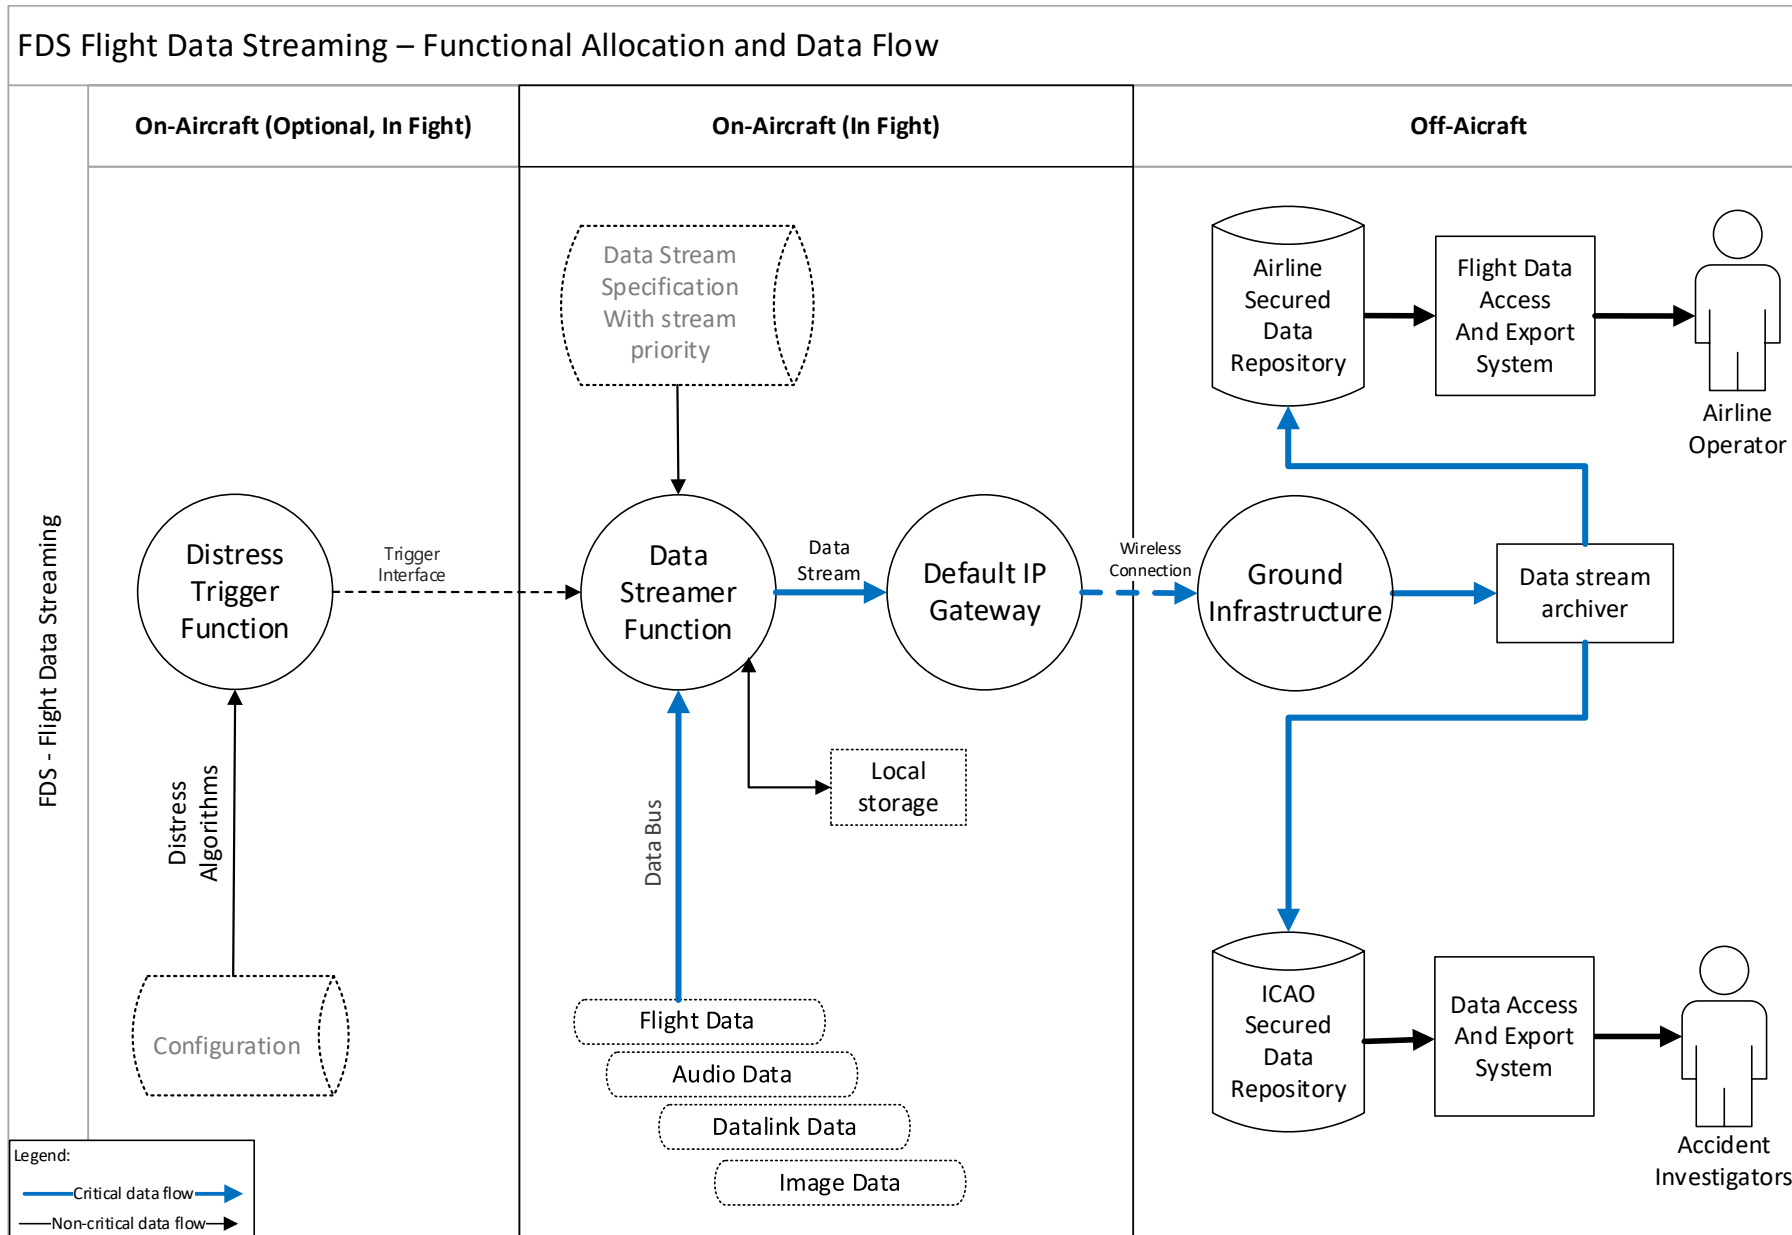 FDS Flight Data Streaming – Functional Allocation and Data Flow
On-Aircraft (Optional, In Fight)
On-Aircraft (In Fight)
Off-Aicraft
FDS - Flight Data Streaming
Distress
Trigger
Function
Trigger
Interface
Distress
Algorithms
Configuration
Data Stream
Specification
With stream
priority
Data
Streamer
Function
Data
Stream
Default IP
Gateway
Local
storage
Data Bus
Flight Data
Audio Data
Datalink Data
Image Data
Wireless
Connection
Ground
Infrastructure
Data stream
archiver
Airline
Secured
Data
Repository
Flight Data
Access
And Export
System
Airline
Operator
ICAO
Secured
Data
Repository
Data Access
And Export
System
Accident
Investigators
Legend:
Critical data flow
Non-critical data flow